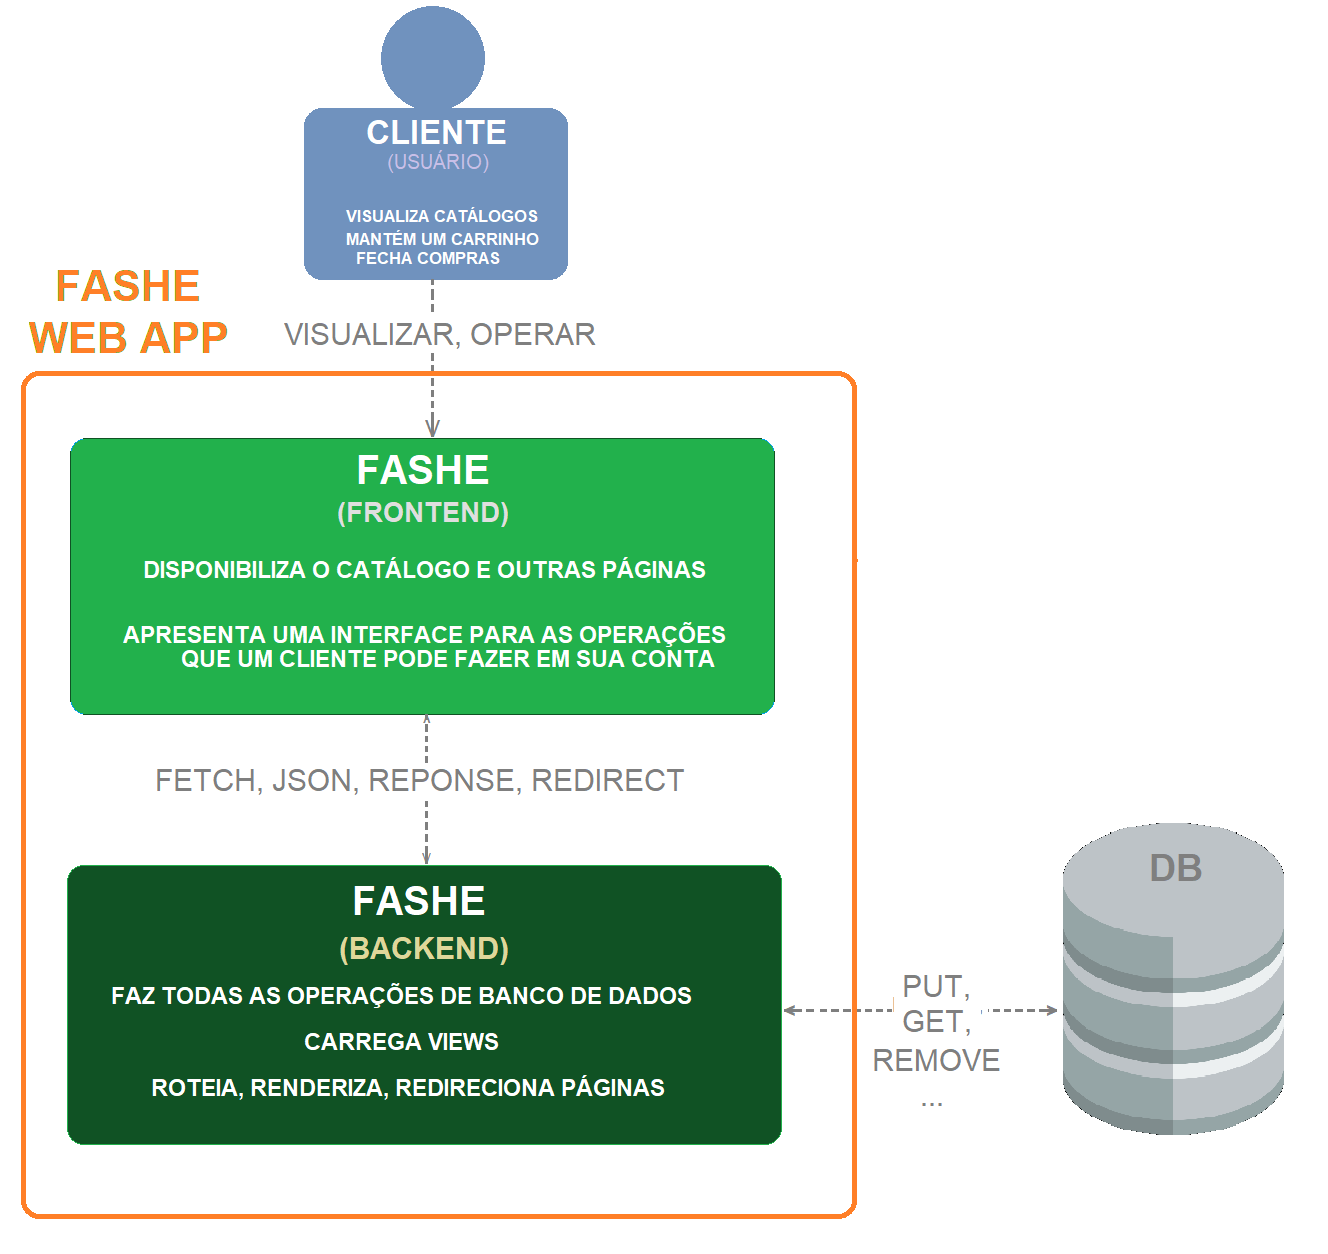 CLIENTE
(USUÁRIO)
VISUALIZA CATÁLOGOS
MANTÉM UM CARRINHO
FECHA COMPRAS
FASHE
WEB APP
VISUALIZAR, OPERAR
FASHE
(FRONTEND)
DISPONIBILIZA O CATÁLOGO E OUTRAS PÁGINAS
APRESENTA UMA INTERFACE PARA AS OPERAÇÕES
QUE UM CLIENTE PODE FAZER EM SUA CONTA
FETCH, JSON, REPONSE, REDIRECT
FASHE
(BACKEND)
FAZ TODAS AS OPERAÇÕES DE BANCO DE DADOS
CARREGA VIEWS
ROTEIA, RENDERIZA, REDIRECIONA PÁGINAS
PUT,
GET,
REMOVE
...
DB